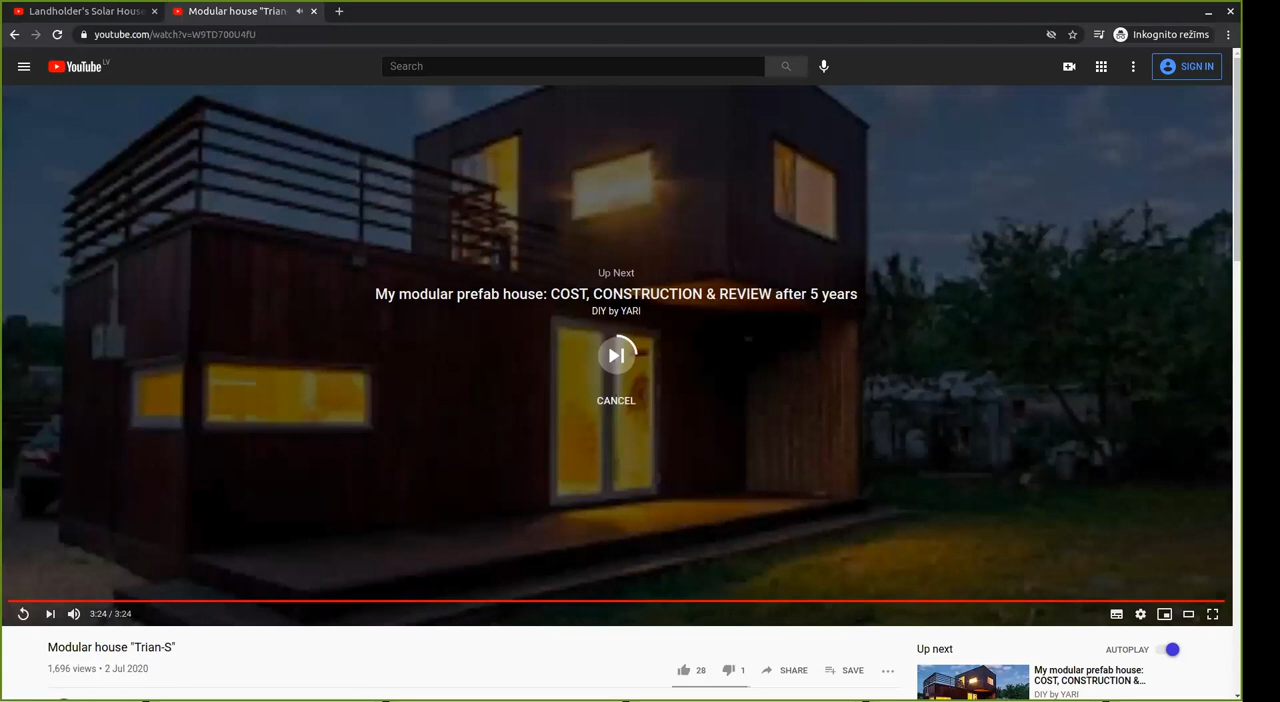 Landholder's Solar House
Modular house "Trian-
youtube.com/watch?v=W9TD700U4fU
Inkognito režīms
YouTube LV
Search
SIGN IN
Up Next
My modular prefab house: COST, CONSTRUCTION & REVIEW after 5 years
DIY by YARI
CANCEL
3:24 / 3:24
Modular house "Trian-S"
1,696 views • 2 Jul 2020
28
1
SHARE
SAVE
Up next
AUTOPLAY
My modular prefab house:
COST, CONSTRUCTION &...
DIY by YARI